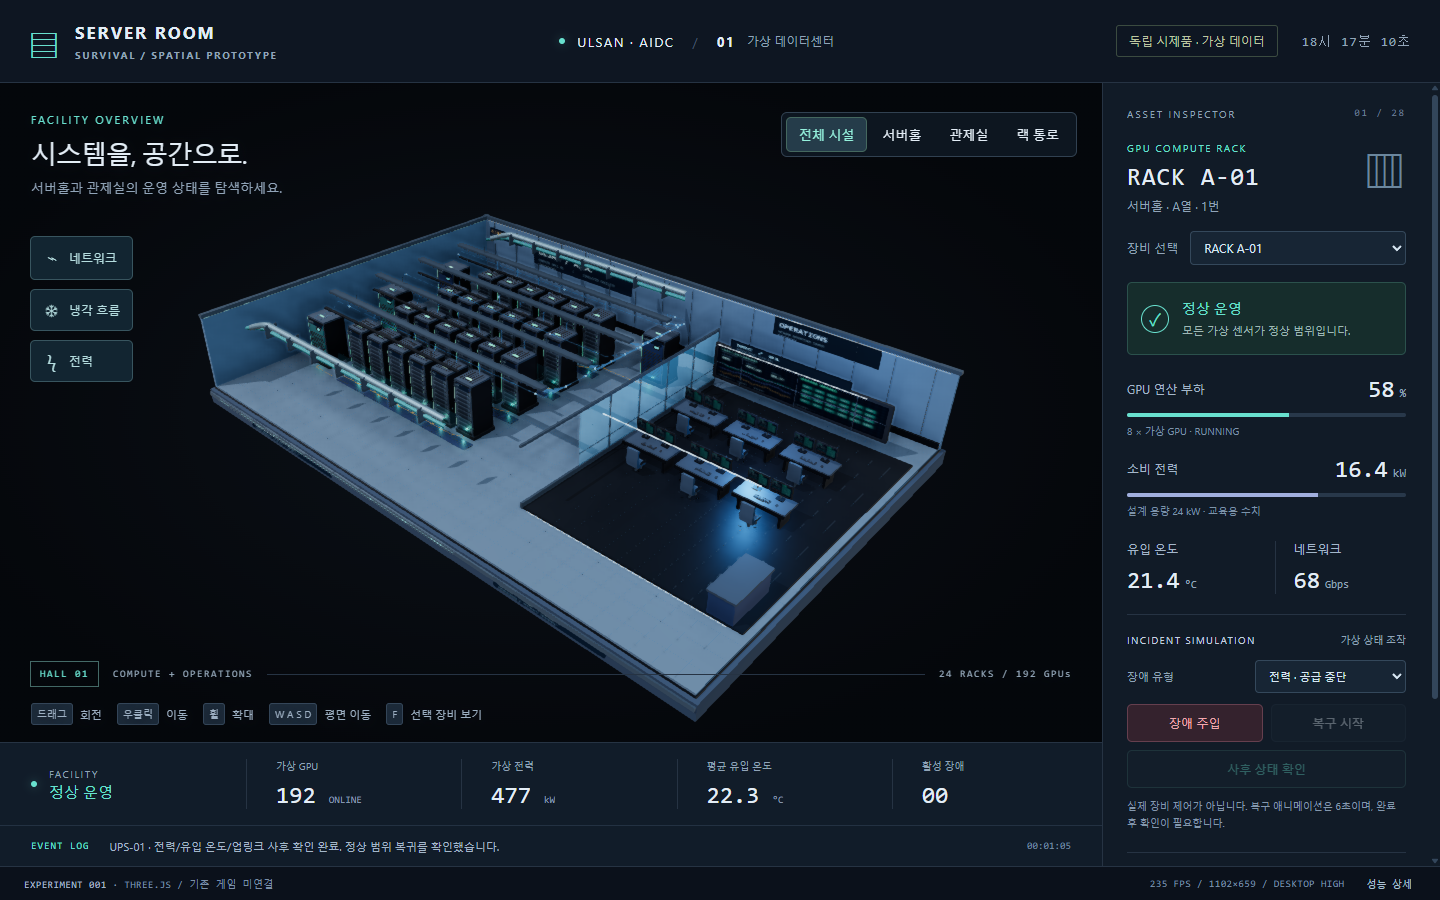 SERVER ROOM
SURVIVAL / SPATIAL PROTOTYPE
ULSAN · AIDC / 01 가상 데이터센터
독립 시제품 · 가상 데이터
18시 17분 10초
FACILITY OVERVIEW
시스템을, 공간으로.
서버홀과 관제실의 운영 상태를 탐색하세요.
전체 시설 서버홀 관제실 랙 통로
네트워크
냉각 흐름
전력
OPERATIONS
HALL 01 COMPUTE + OPERATIONS
24 RACKS / 192 GPUs
드래그 회전 우클릭 이동 휠 확대 WASD 평면 이동 F 선택 장비 보기
FACILITY
정상 운영
가상 GPU
192 ONLINE
가상 전력
477 kW
평균 유입 온도
22.3 °C
활성 장애
00
EVENT LOG UPS-01 · 전력/유입 온도/업링크 사후 확인 완료. 정상 범위 복귀를 확인했습니다. 00:01:05
ASSET INSPECTOR 01 / 28
GPU COMPUTE RACK
RACK A-01
서버홀 · A열 · 1번
장비 선택 RACK A-01
정상 운영
모든 가상 센서가 정상 범위입니다.
GPU 연산 부하 58 %
8 × 가상 GPU · RUNNING
소비 전력 16.4 kW
설계 용량 24 kW · 교육용 수치
유입 온도
21.4 °C
네트워크
68 Gbps
INCIDENT SIMULATION 가상 상태 조작
장애 유형 전력 · 공급 중단
장애 주입 복구 시작
사후 상태 확인
실제 장비 제어가 아닙니다. 복구 애니메이션은 6초이며, 완료
후 확인이 필요합니다.
EXPERIMENT 001 · THREE.JS / 기존 게임 미연결
235 FPS / 1102×659 / DESKTOP HIGH 성능 상세